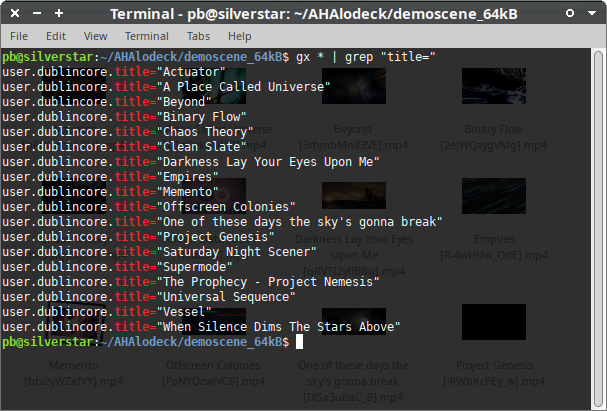 Terminal - pb@silverstar: ~/AHAlodeck/demoscene_64kB
File Edit View Terminal Tabs Help
pb@silverstar:~/AHAlodeck/demoscene_64kB$ gx * | grep "title="
user.dublincore.title="Actuator"
user.dublincore.title="A Place Called Universe"
user.dublincore.title="Beyond"
user.dublincore.title="Binary Flow"
user.dublincore.title="Chaos Theory"
user.dublincore.title="Clean Slate"
user.dublincore.title="Darkness Lay Your Eyes Upon Me"
user.dublincore.title="Empires"
user.dublincore.title="Memento"
user.dublincore.title="Offscreen Colonies"
user.dublincore.title="One of these days the sky's gonna break"
user.dublincore.title="Project Genesis"
user.dublincore.title="Saturday Night Scener"
user.dublincore.title="Supermode"
user.dublincore.title="The Prophecy - Project Nemesis"
user.dublincore.title="Universal Sequence"
user.dublincore.title="Vessel"
user.dublincore.title="When Silence Dims The Stars Above"
pb@silverstar:~/AHAlodeck/demoscene_64kB$
Beyond
[3rhmbMn83VE].mp4
Binary Flow
[2eJWQzygVMg].mp4
Darkness Lay Your Eyes
Upon Me
Empires
[R-4wHUw_OdE].mp4
Memento
[btv2yWZxfVY].mp4
Offscreen Colonies
One of these days the
sky's gonna break
Project Genesis